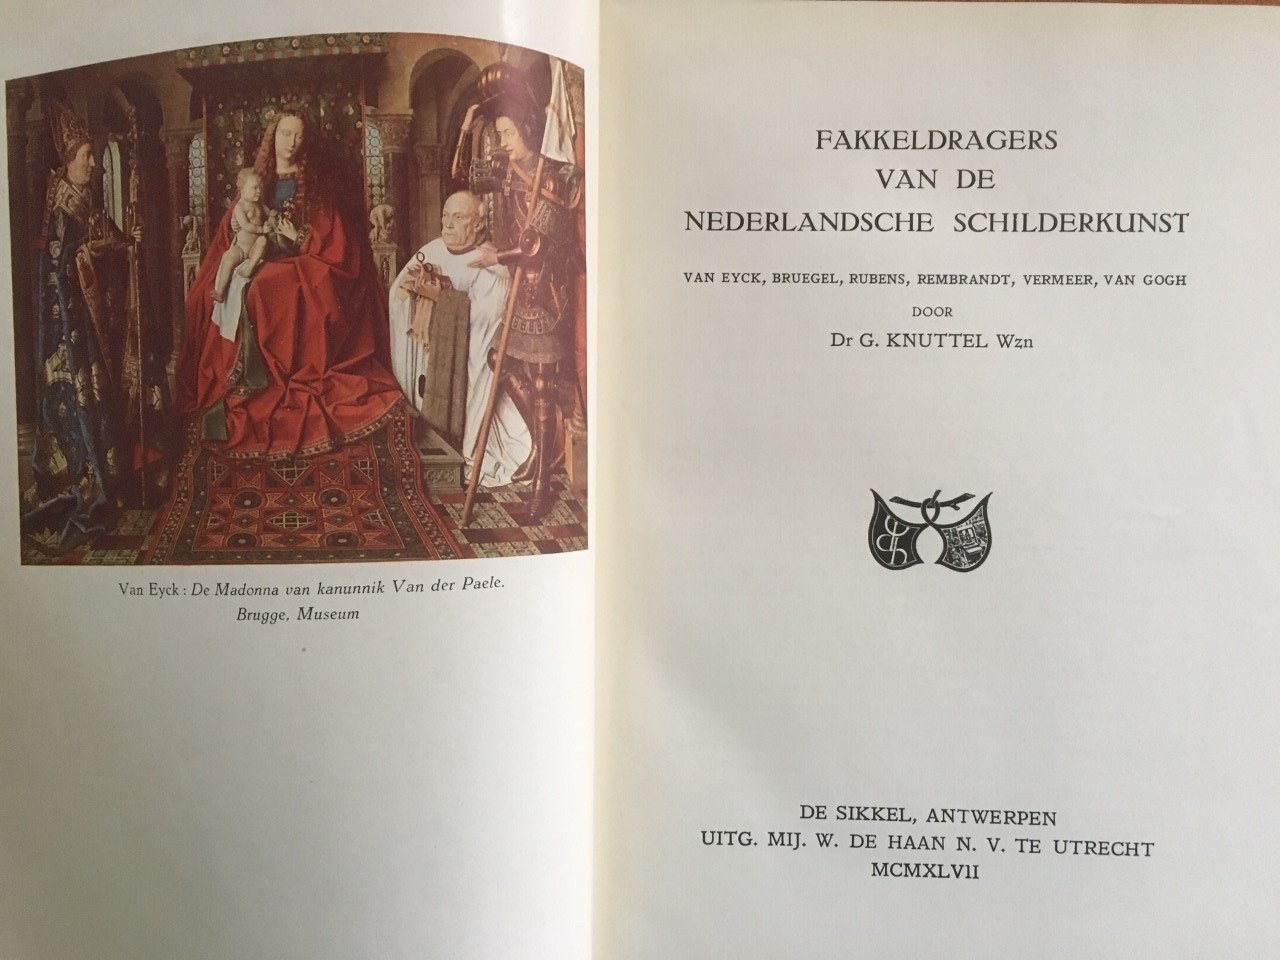 Van Eyck: De Madonna van kanunnik Van der Paele.
Brugge, Museum
FAKKELDRAGERS
VAN DE
NEDERLANDSCHE SCHILDERKUNST
VAN EYCK, BRUEGEL, RUBENS, REMBRANDT, VERMEER, VAN GOGH
DOOR
Dr G. KNUTTEL Wzn
DE SIKKEL, ANTWERPEN
UITG. MIJ. W. DE HAAN N. V. TE UTRECHT
MCMXLVII